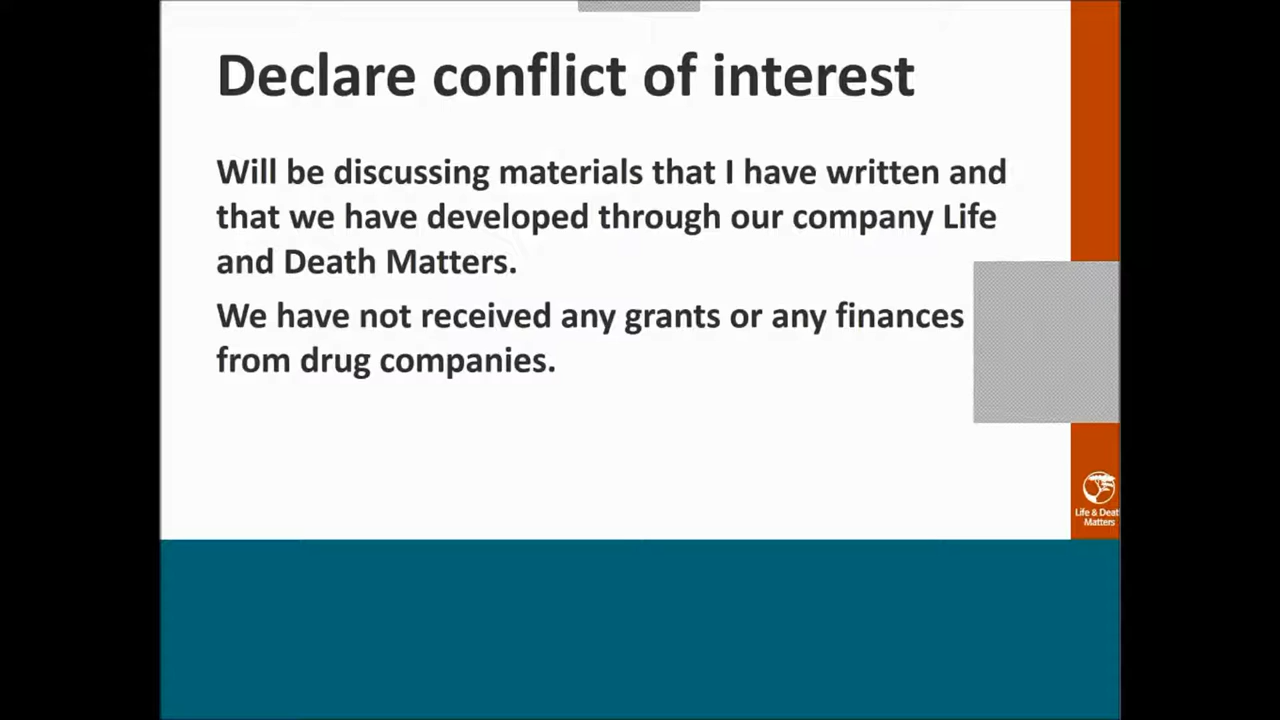 Declare conflict of interest
Will be discussing materials that I have written and
that we have developed through our company Life
and Death Matters.
We have not received any grants or any finances
from drug companies.
Life & Deat
Matters